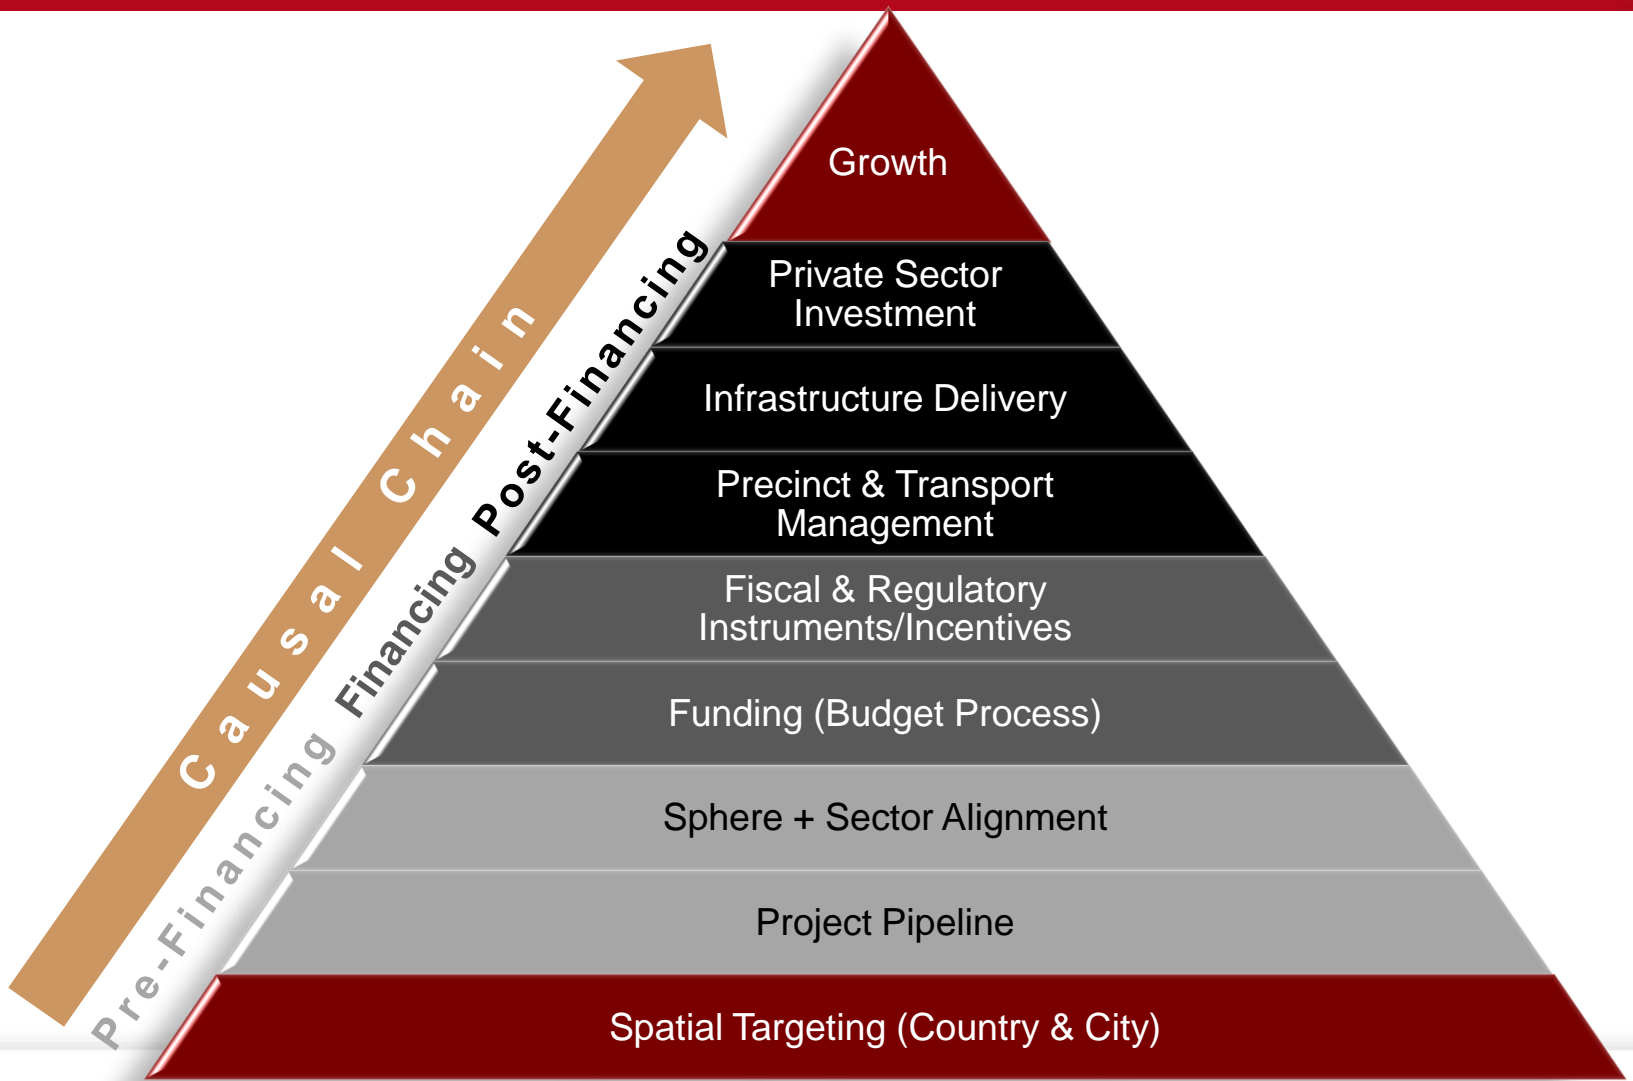 Growth
Private Sector
Investment
Infrastructure Delivery
Precinct & Transport
Management
Fiscal & Regulatory
Instruments/Incentives
Funding (Budget Process)
Sphere + Sector Alignment
Project Pipeline
Spatial Targeting (Country & City)
Causal Chain
Pre-Financing
Financing
Post-Financing